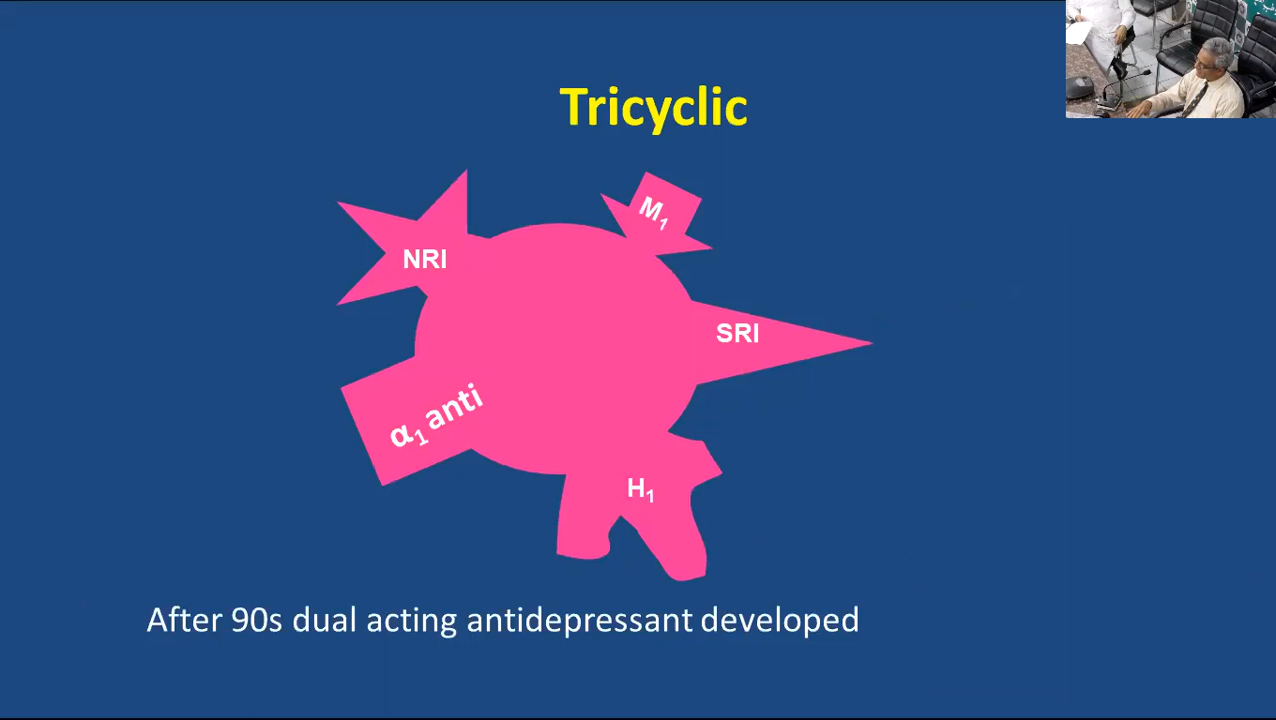 Tricyclic
M₁
NRI
SRI
α₁ anti
H₁
After 90s dual acting antidepressant developed